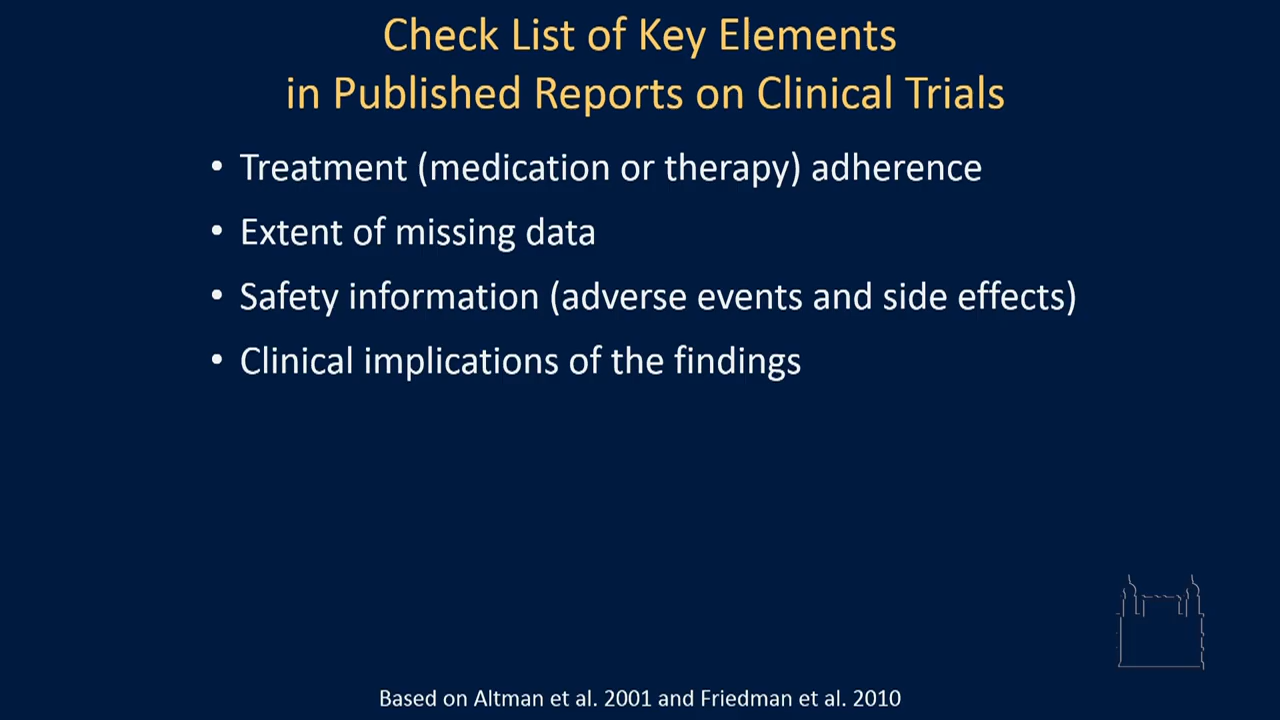 Check List of Key Elements
in Published Reports on Clinical Trials
• Treatment (medication or therapy) adherence
• Extent of missing data
• Safety information (adverse events and side effects)
• Clinical implications of the findings
Based on Altman et al. 2001 and Friedman et al. 2010